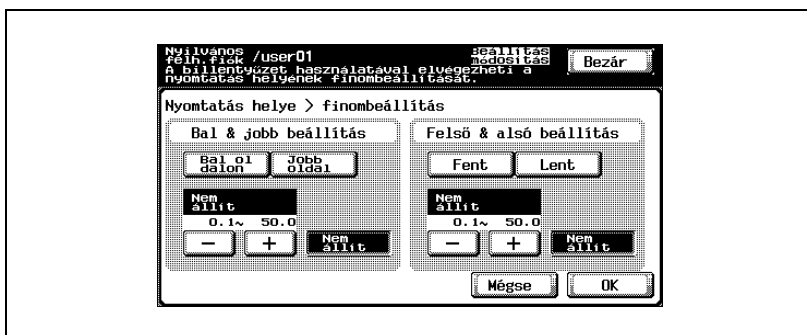 Nyilvános
felh.fiók /user01
Beállítás
módosítás
Bezár
A billentyűzet használatával elvégezheti a
nyomtatás helyének finombeállítását.
Nyomtatás helye > finombeállítás
Bal & jobb beállítás
Felső & alsó beállítás
Bal ol
dalon
Jobb
oldal
Fent
Lent
Nem
állít
0.1~ 50.0
Nem
állít
0.1~ 50.0
− + Nem
állít
− + Nem
állít
Mégse
OK